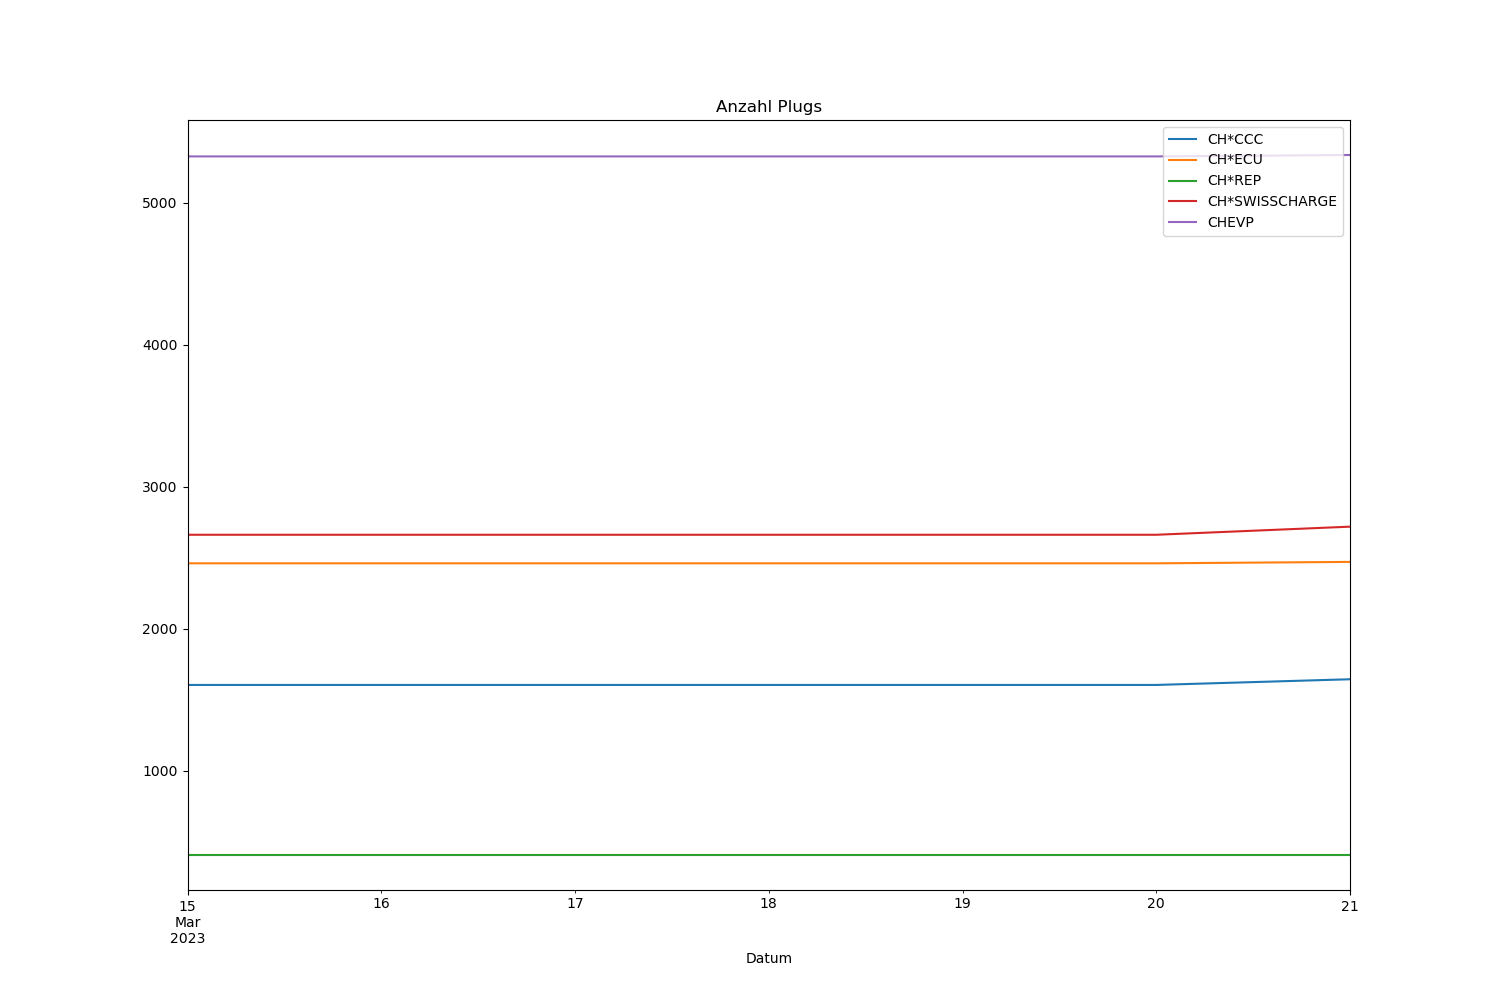 Anzahl Plugs
CH*CCC
CH*ECU
CH*REP
CH*SWISSCHARGE
CHEVP
5000
4000
3000
2000
1000
15 16 17 18 19 20 21
Mar
2023
Datum